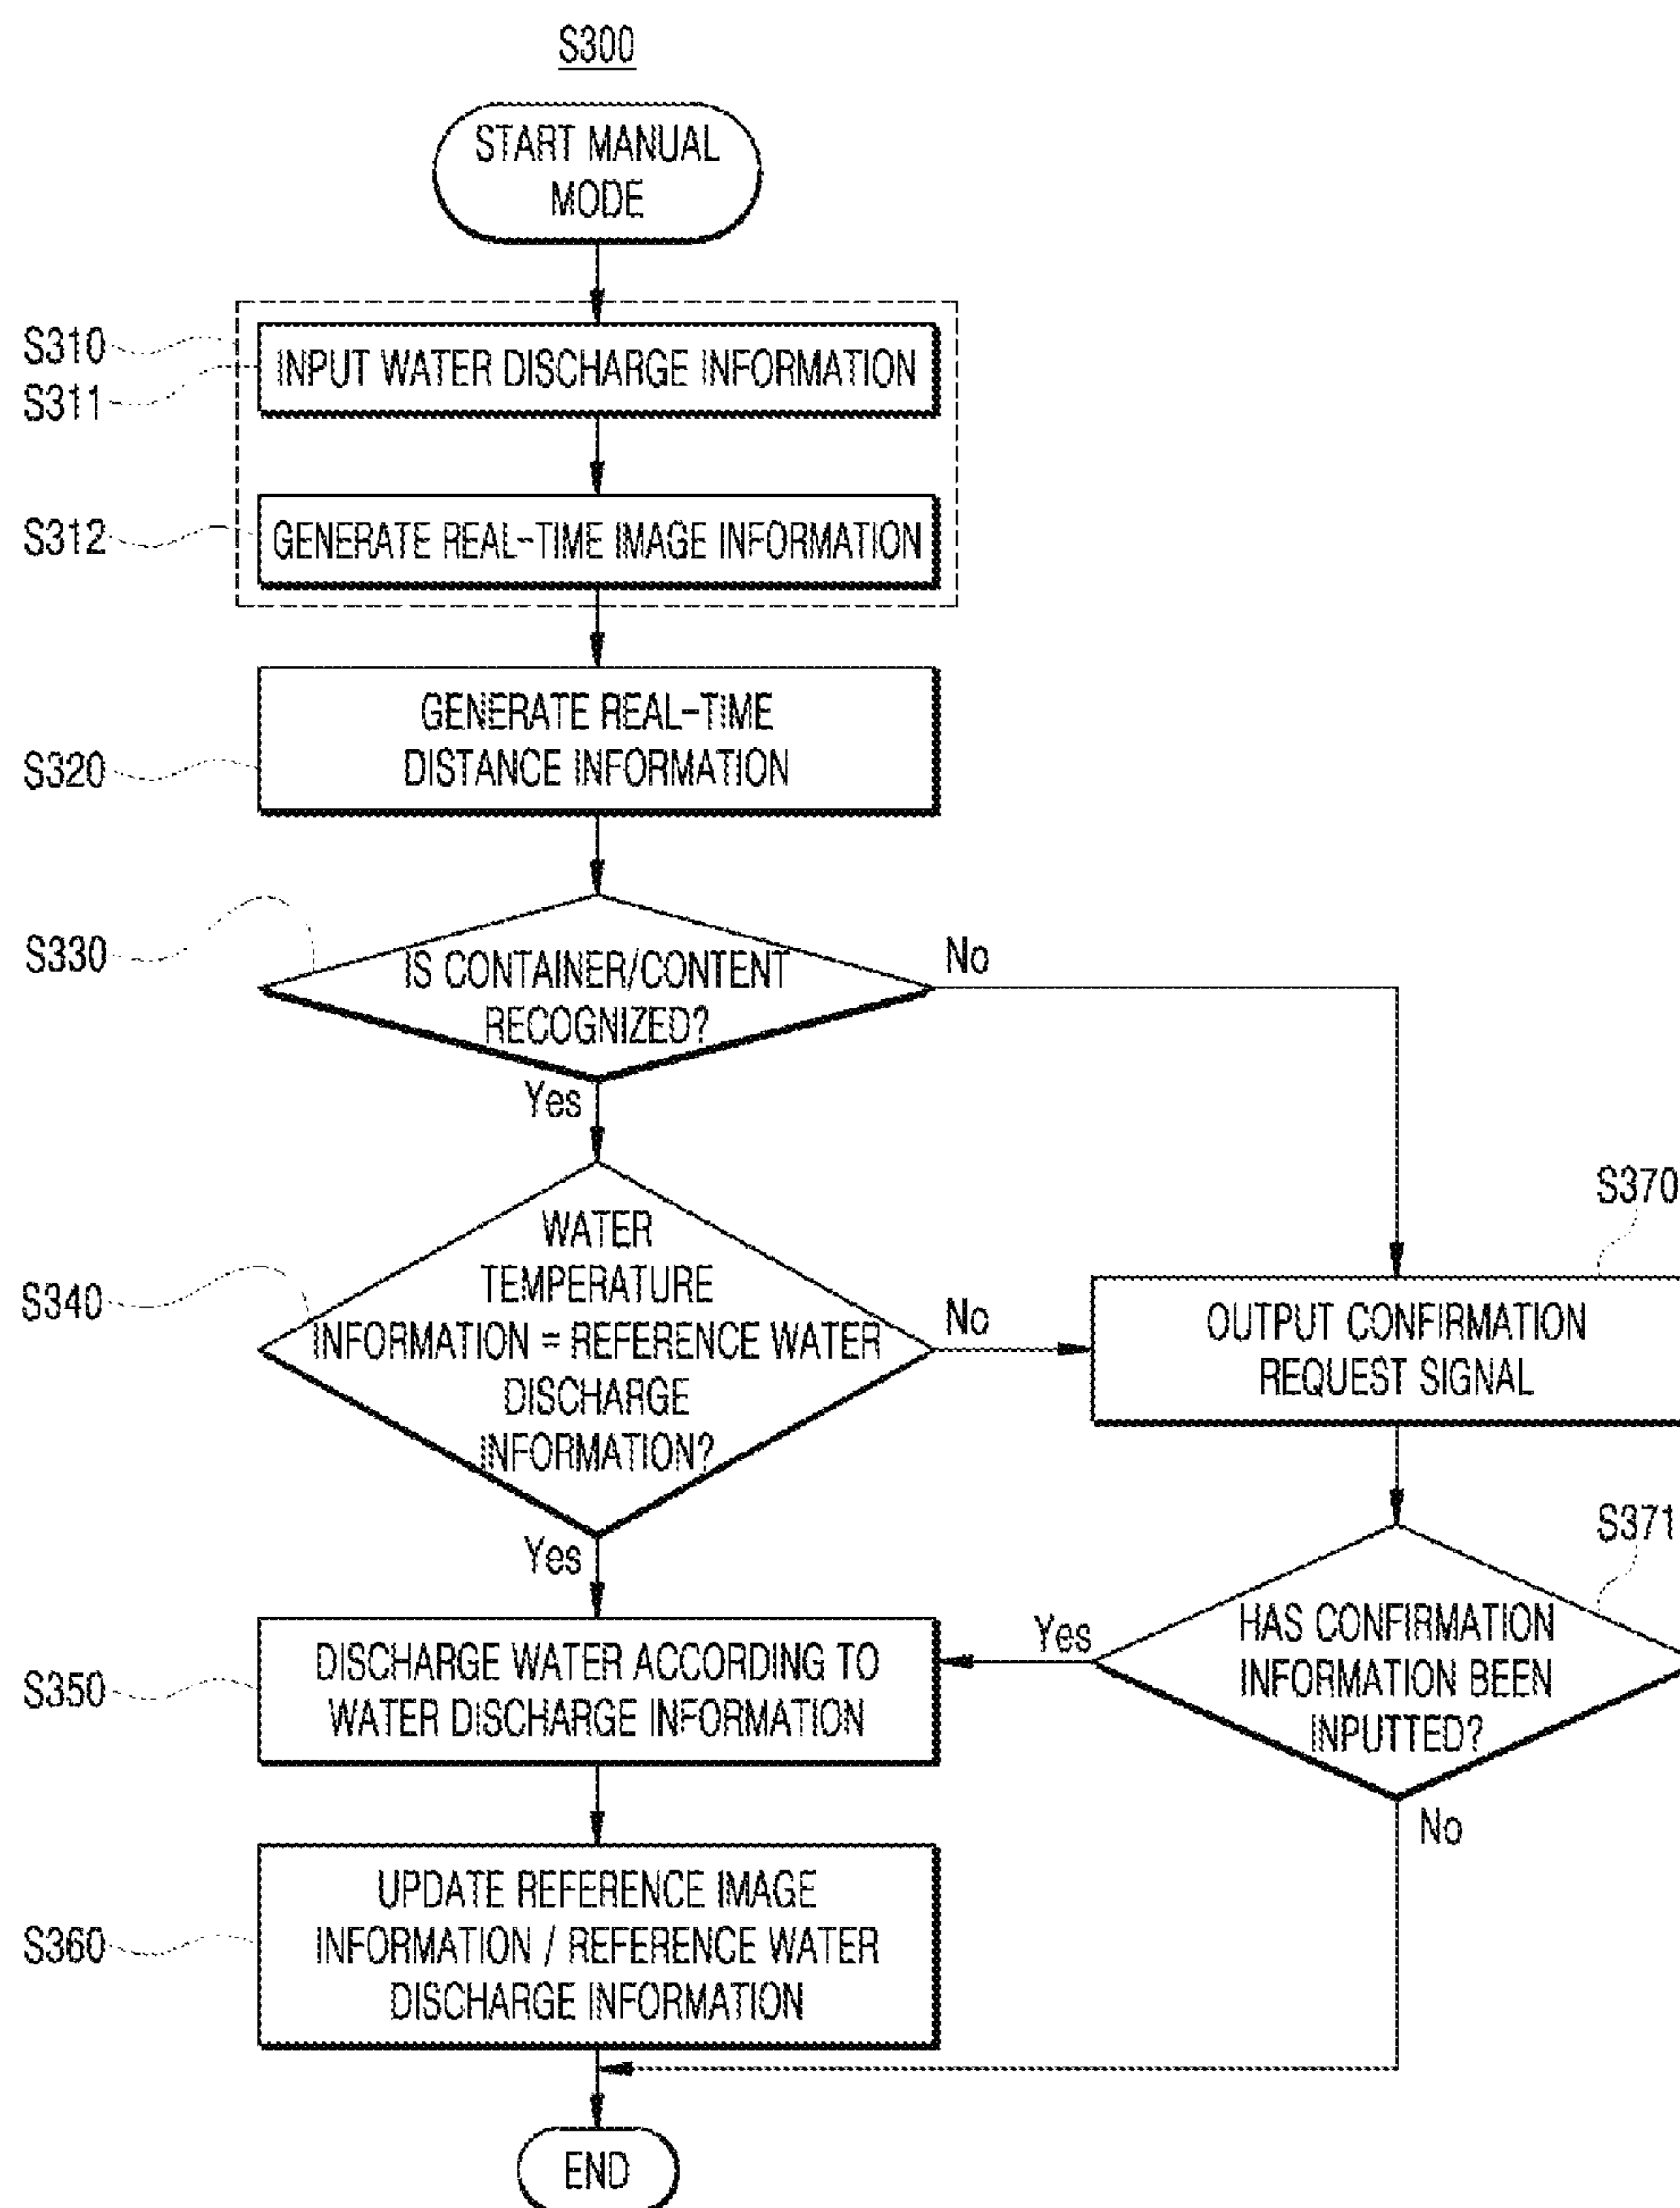 S300
START MANUAL
MODE
S310
S311
INPUT WATER DISCHARGE INFORMATION
S312
GENERATE REAL-TIME IMAGE INFORMATION
S320
GENERATE REAL-TIME
DISTANCE INFORMATION
S330
IS CONTAINER/CONTENT
RECOGNIZED?
No
Yes
S340
WATER
TEMPERATURE
INFORMATION = REFERENCE WATER
DISCHARGE
INFORMATION?
No
Yes
S370
OUTPUT CONFIRMATION
REQUEST SIGNAL
S371
HAS CONFIRMATION
INFORMATION BEEN
INPUTTED?
Yes
No
S350
DISCHARGE WATER ACCORDING TO
WATER DISCHARGE INFORMATION
S360
UPDATE REFERENCE IMAGE
INFORMATION / REFERENCE WATER
DISCHARGE INFORMATION
END